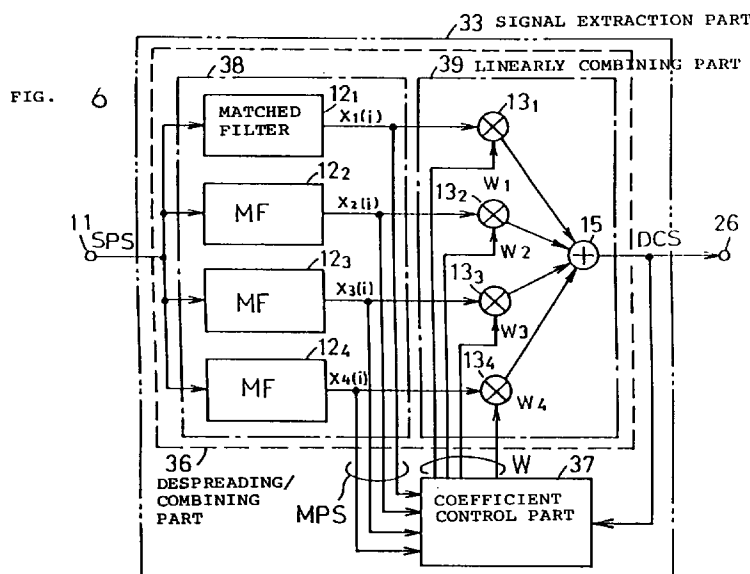 33 SIGNAL EXTRACTION PART
38
39 LINEARLY COMBINING PART
FIG. 6
12₁
MATCHED
FILTER
X₁(i)
13₁
W₁
12₂
MF
X₂(i)
13₂
W₂
11
SPS
15
DCS
26
12₃
MF
X₃(i)
13₃
W₃
12₄
MF
X₄(i)
13₄
W₄
36
DESPREADING/
COMBINING
PART
MPS
W
37
COEFFICIENT
CONTROL PART